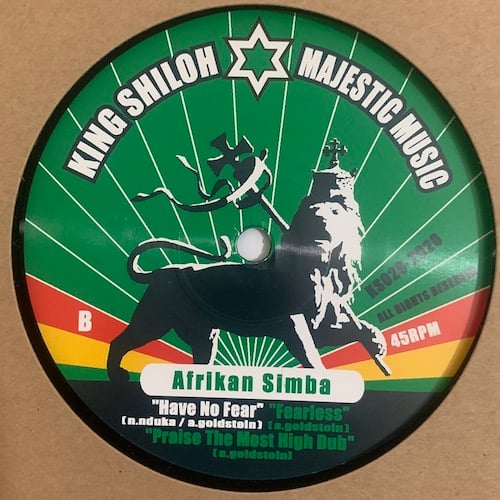 KING SHILOH MAJESTIC MUSIC
KS028 2020
ALL RIGHTS RESERVED
B
45RPM
Afrikan Simba
"Have No Fear" "Fearless"
(n.nduka / a.goldstein) (a.goldstein)
"Praise The Most High Dub"
(a.goldstein)